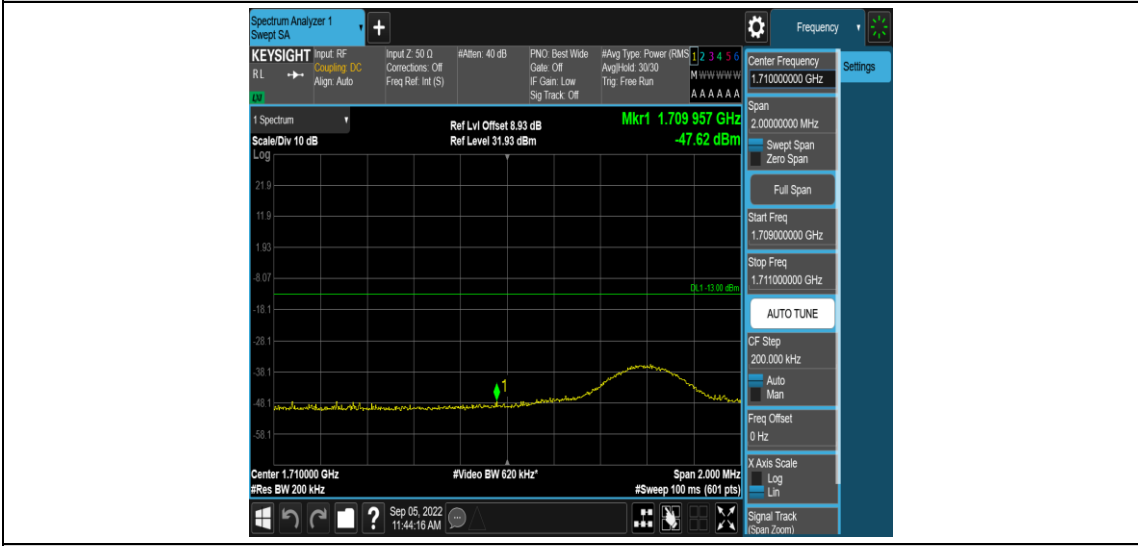 Spectrum Analyzer 1
Swept SA
+
Frequency
KEYSIGHT
RL
LXI
Input: RF
Coupling: DC
Align: Auto
Input Z: 50 Ω
Corrections: Off
Freq Ref: Int (S)
#Atten: 40 dB
PNO: Best Wide
Gate: Off
IF Gain: Low
Sig Track: Off
#Avg Type: Power (RMS
Avg|Hold: 30/30
Trig: Free Run
1 2 3 4 5 6
M W W W W W
A A A A A A
1 Spectrum
Scale/Div 10 dB
Log
Ref Lvl Offset 8.93 dB
Ref Level 31.93 dBm
Mkr1 1.709 957 GHz
-47.62 dBm
21.9
11.9
1.93
-8.07
DL1 -13.00 dBm
-18.1
-28.1
-38.1
1
-48.1
-58.1
Center 1.710000 GHz
#Res BW 200 kHz
#Video BW 620 kHz*
Span 2.000 MHz
#Sweep 100 ms (601 pts)
?
Sep 05, 2022
11:44:16 AM
Center Frequency
1.710000000 GHz
Settings
Span
2.00000000 MHz
Swept Span
Zero Span
Full Span
Start Freq
1.709000000 GHz
Stop Freq
1.711000000 GHz
AUTO TUNE
CF Step
200.000 kHz
Auto
Man
Freq Offset
0 Hz
X Axis Scale
Log
Lin
Signal Track
(Span Zoom)